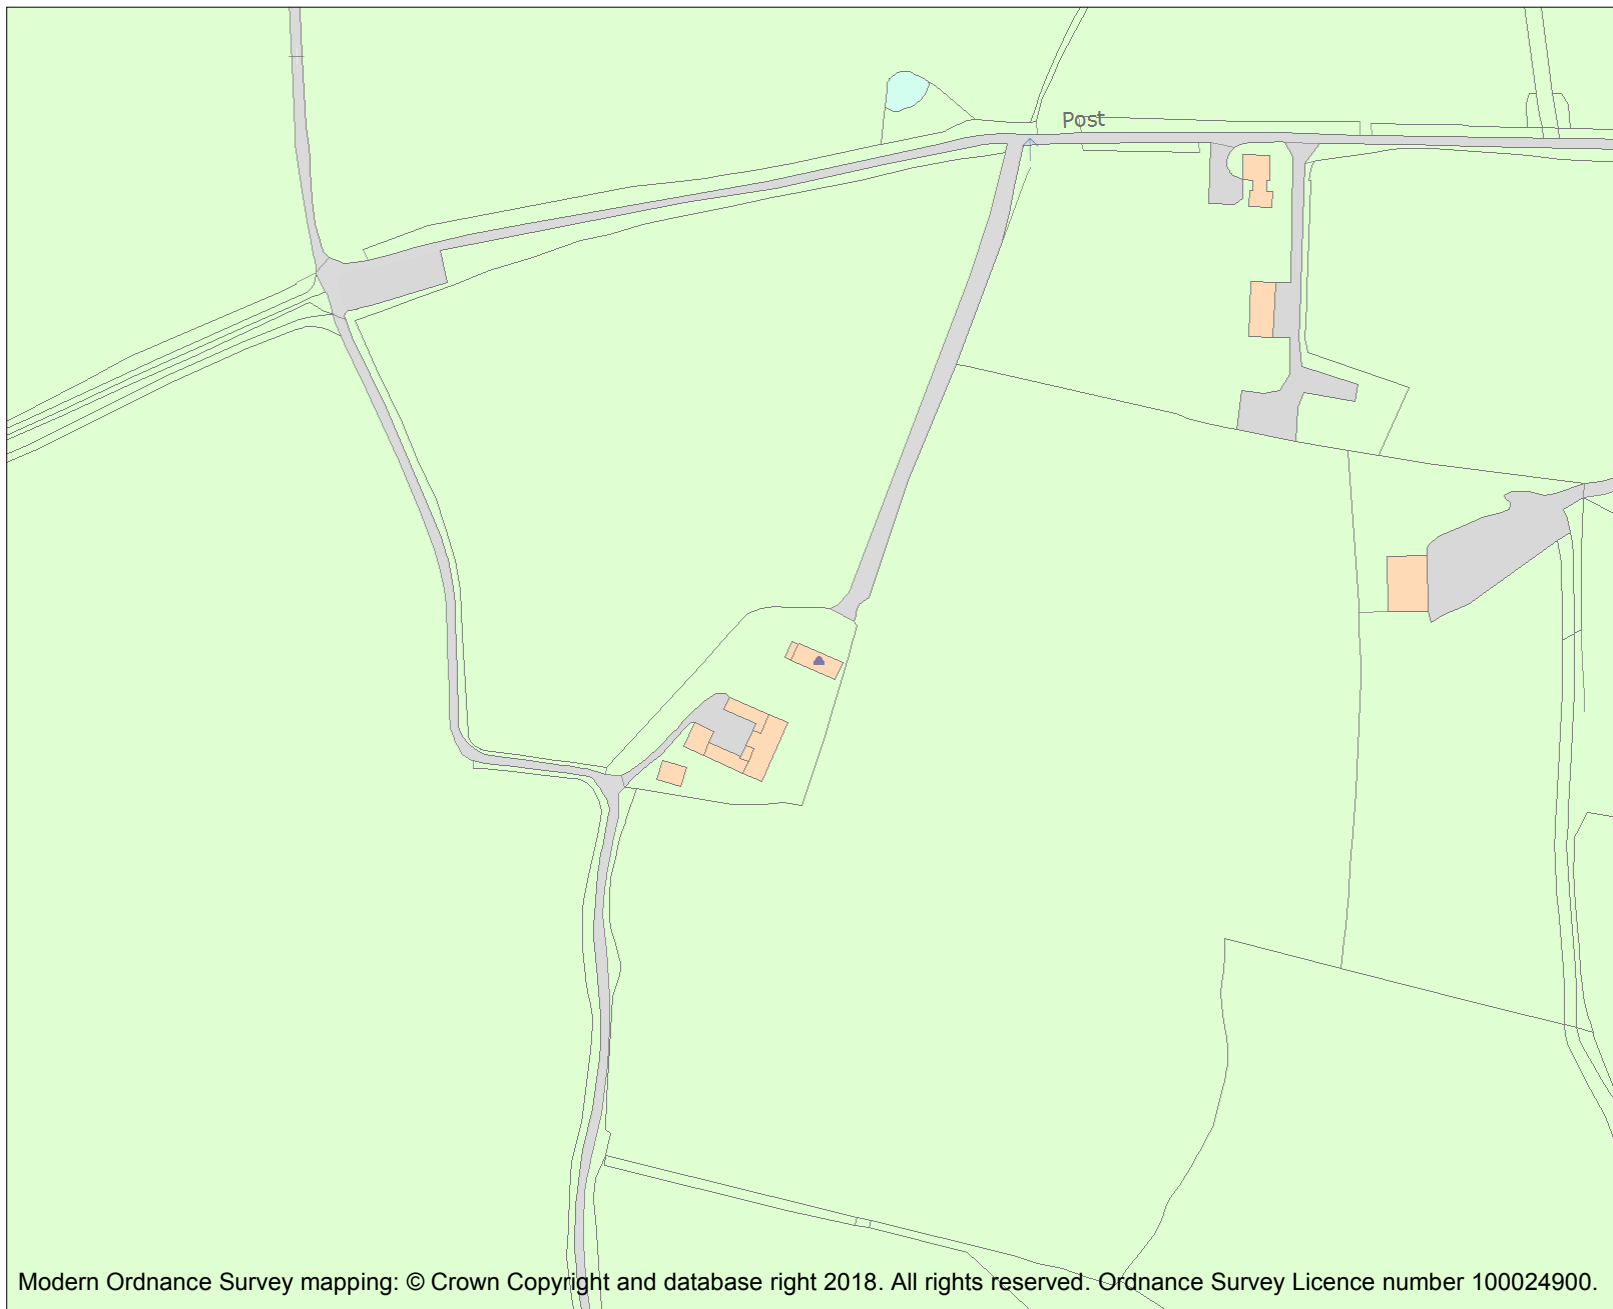 Post
Modern Ordnance Survey mapping: © Crown Copyright and database right 2018. All rights reserved. Ordnance Survey Licence number 100024900.